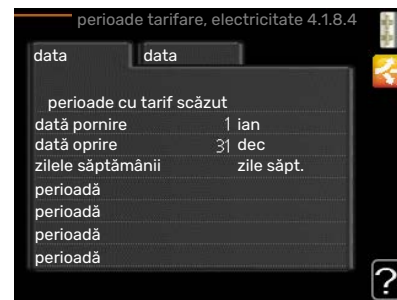 perioade tarifare, electricitate 4.1.8.4
data data
perioade cu tarif scăzut
dată pornire 1 ian
dată oprire 31 dec
zilele săptămânii zile săpt.
perioadă
perioadă
perioadă
perioadă
?